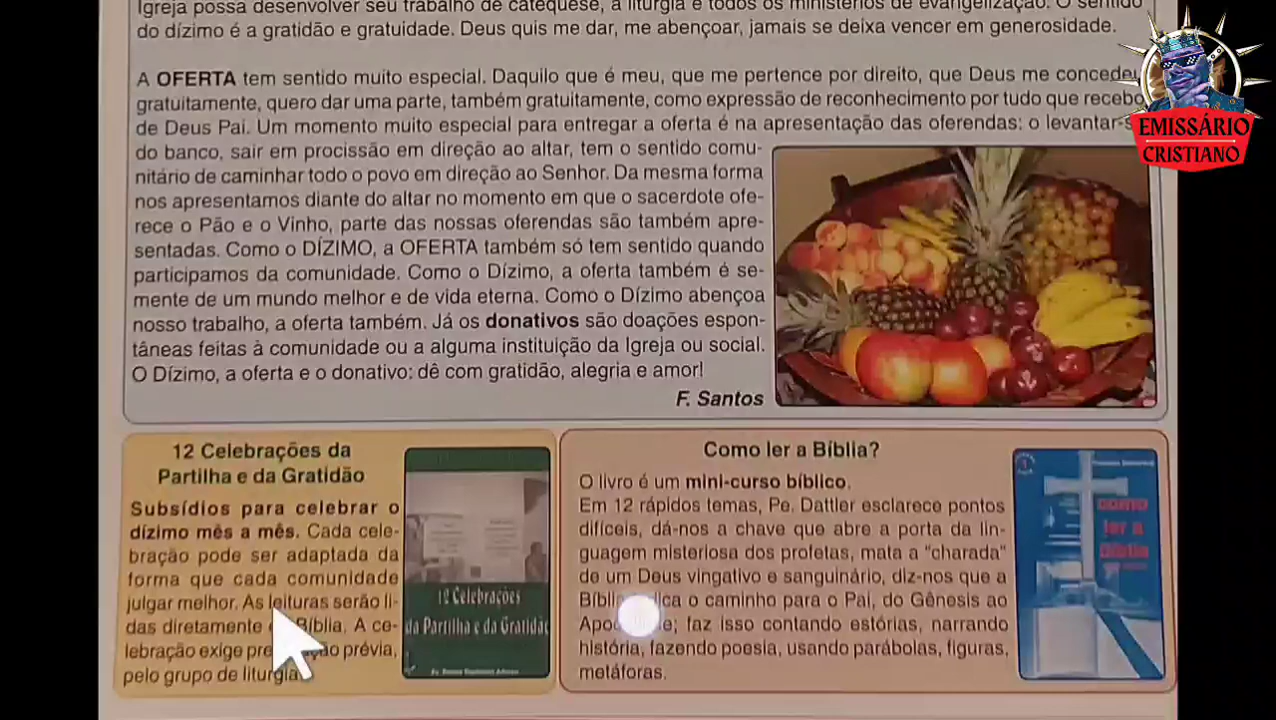 Igreja possa desenvolver seu trabalho de catequese, a liturgia e todos os ministérios de evangelização. O sentido
do dízimo é a gratidão e gratuidade. Deus quis me dar, me abençoar, jamais se deixa vencer em generosidade.
A OFERTA tem sentido muito especial. Daquilo que é meu, que me pertence por direito, que Deus me concedeu
gratuitamente, quero dar uma parte, também gratuitamente, como expressão de reconhecimento por tudo que recebo
de Deus Pai. Um momento muito especial para entregar a oferta é na apresentação das oferendas: o levantar-s
do banco, sair em procissão em direção ao altar, tem o sentido comu-
nitário de caminhar todo o povo em direção ao Senhor. Da mesma forma
nos apresentamos diante do altar no momento em que o sacerdote ofe-
rece o Pão e o Vinho, parte das nossas oferendas são também apre-
sentadas. Como o DÍZIMO, a OFERTA também só tem sentido quando
participamos da comunidade. Como o Dízimo, a oferta também é se-
mente de um mundo melhor e de vida eterna. Como o Dízimo abençoa
nosso trabalho, a oferta também. Já os donativos são doações espon-
tâneas feitas à comunidade ou a alguma instituição da Igreja ou social.
O Dízimo, a oferta e o donativo: dê com gratidão, alegria e amor!
F. Santos
EMISSÁRIO
CRISTIANO
12 Celebrações da
Partilha e da Gratidão
Subsídios para celebrar o
dízimo mês a mês. Cada cele-
bração pode ser adaptada da
forma que cada comunidade
julgar melhor. As leituras serão li-
das diretamente Bíblia. A ce-
lebração exige prévia,
pelo grupo de liturgia
12 Celebrações
da Partilha e da Gratidão
Como ler a Bíblia?
O livro é um mini-curso bíblico.
Em 12 rápidos temas, Pe. Dattler esclarece pontos
difíceis, dá-nos a chave que abre a porta da lin-
guagem misteriosa dos profetas, mata a "charada"
de um Deus vingativo e sanguinário, diz-nos que a
o caminho para o Pai, do Gênesis ao
faz isso contando estórias, narrando
história, fazendo poesia, usando parábolas, figuras,
metáforas.
como
ler a
Bíblia